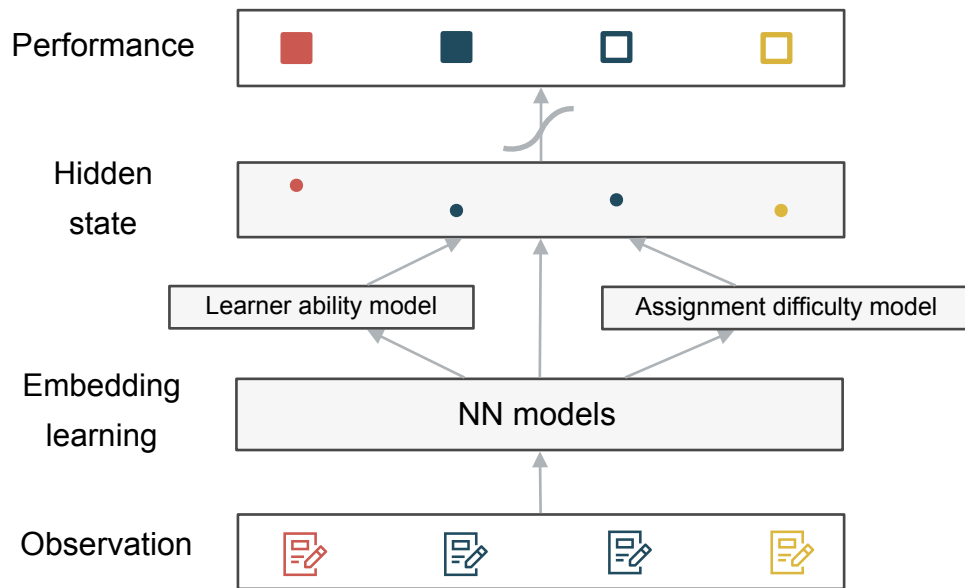 Performance
Hidden
state
Learner ability model
Assignment difficulty model
Embedding
learning
NN models
Observation